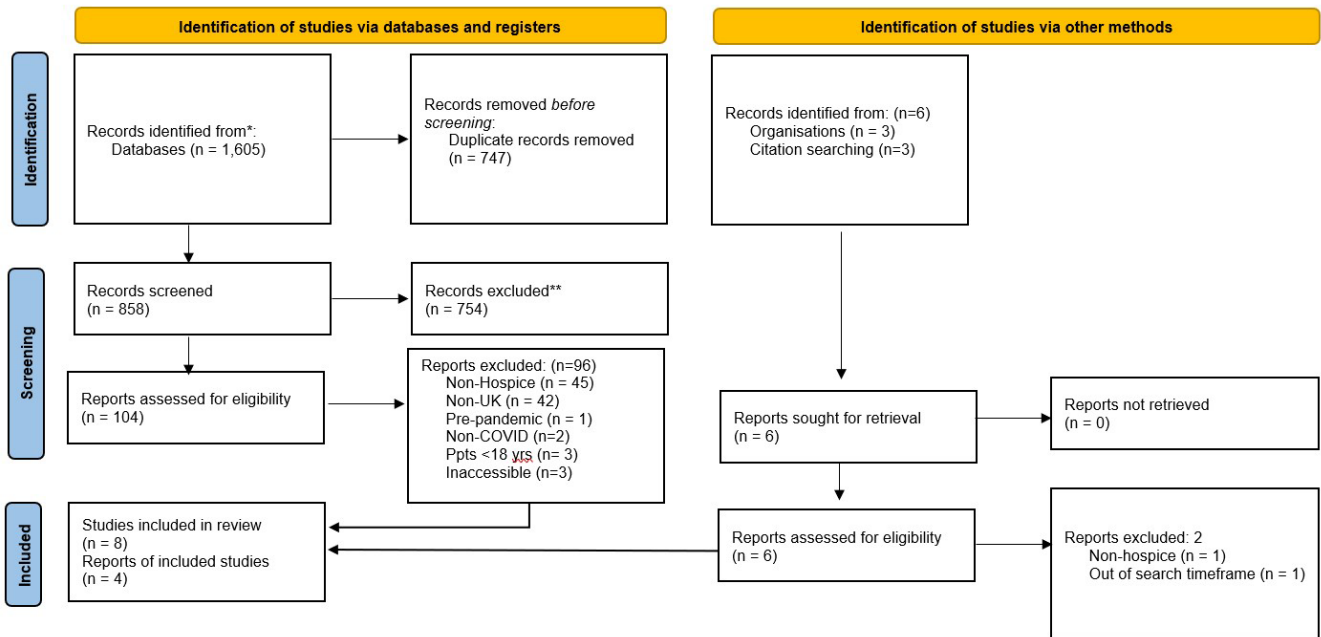 Identification of studies via databases and registers
Identification of studies via other methods
Identification
Records identified from*:
Databases (n = 1,605)
Records removed before
screening:
Duplicate records removed
(n = 747)
Records identified from: (n=6)
Organisations (n = 3)
Citation searching (n=3)
Screening
Records screened
(n = 858)
Records excluded**
(n = 754)
Reports assessed for eligibility
(n = 104)
Reports excluded: (n=96)
Non-Hospice (n = 45)
Non-UK (n = 42)
Pre-pandemic (n = 1)
Non-COVID (n=2)
Ppts <18 yrs (n= 3)
Inaccessible (n=3)
Reports sought for retrieval
(n = 6)
Reports not retrieved
(n = 0)
Included
Studies included in review
(n = 8)
Reports of included studies
(n = 4)
Reports assessed for eligibility
(n = 6)
Reports excluded: 2
Non-hospice (n = 1)
Out of search timeframe (n = 1)